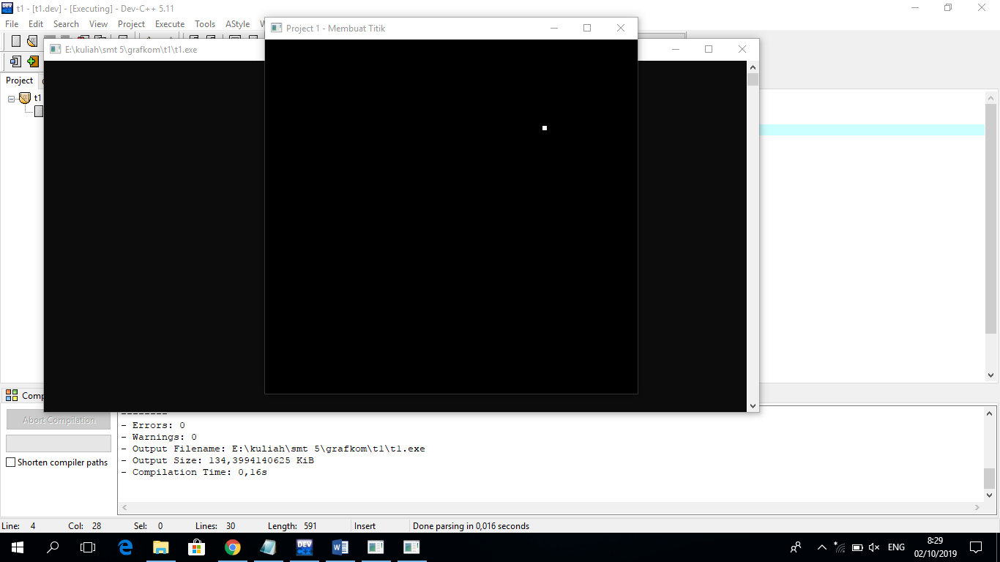 t1 - [t1.dev] - [Executing] - Dev-C++ 5.11
File Edit Search View Project Execute Tools AStyle
Project 1 - Membuat Titik
E:\kuliah\smt 5\grafkom\t1\t1.exe
Project
t1
Abort Compilation
Shorten compiler paths
--------
- Errors: 0
- Warnings: 0
- Output Filename: E:\kuliah\smt 5\grafkom\t1\t1.exe
- Output Size: 134,3994140625 KiB
- Compilation Time: 0,16s
Line: 4 Col: 28 Sel: 0 Lines: 30 Length: 591 Insert Done parsing in 0,016 seconds
DEV
ENG
8:29
02/10/2019